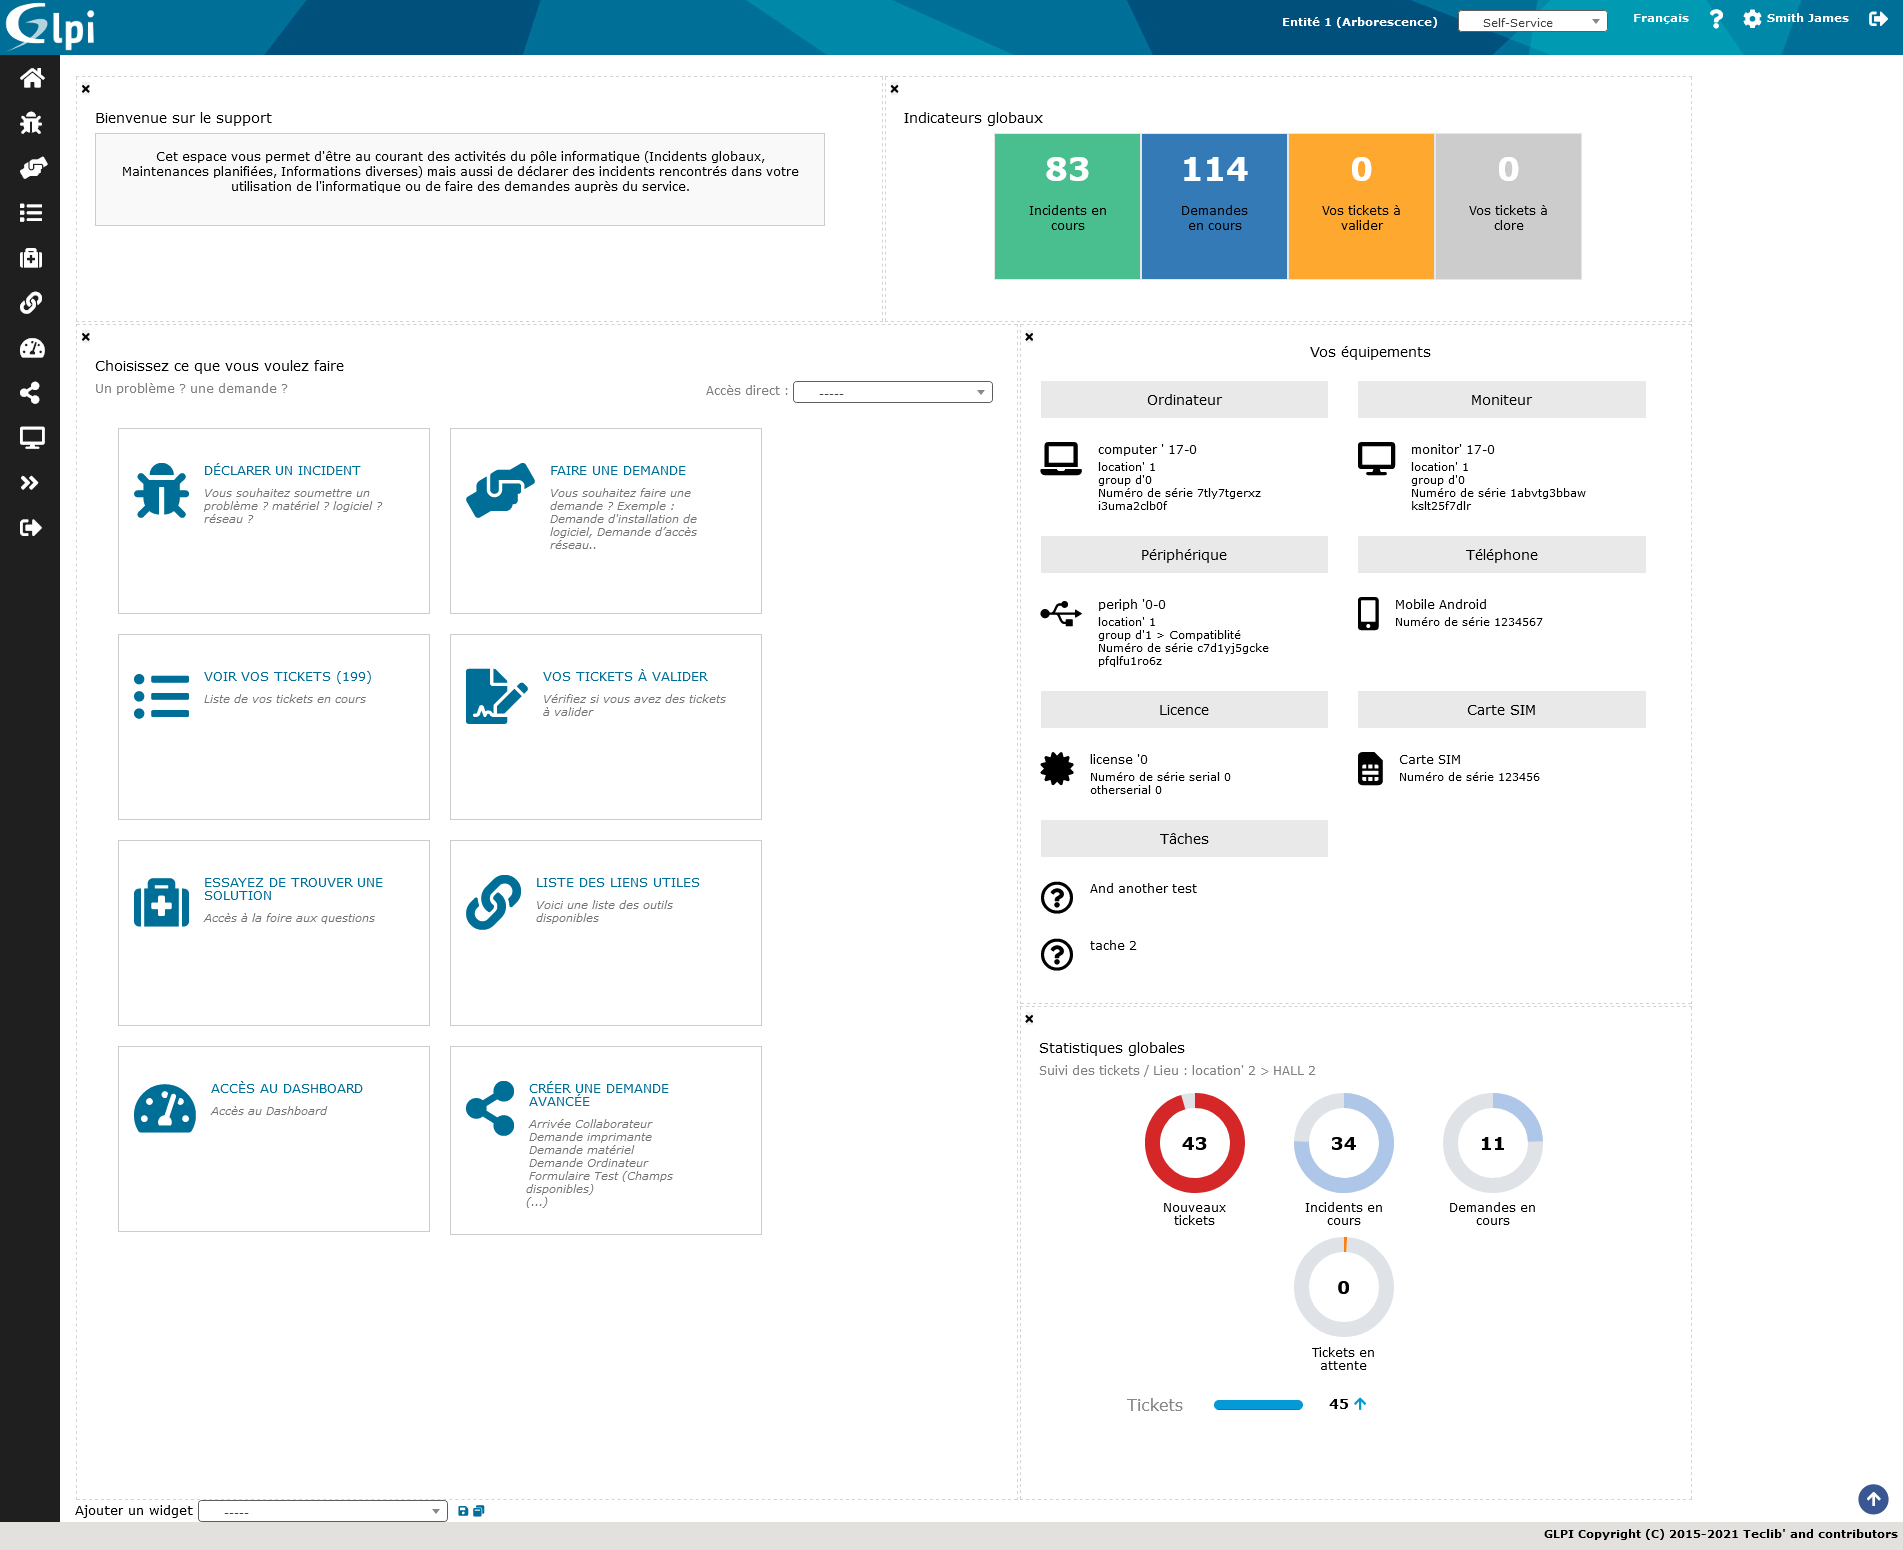 Glpi
Entité 1 (Arborescence)
Self-Service
Français
Smith James
Bienvenue sur le support
Cet espace vous permet d'être au courant des activités du pôle informatique (Incidents globaux,
Maintenances planifiées, Informations diverses) mais aussi de déclarer des incidents rencontrés dans votre
utilisation de l'informatique ou de faire des demandes auprès du service.
Indicateurs globaux
83
Incidents en
cours
114
Demandes
en cours
0
Vos tickets à
valider
0
Vos tickets à
clore
Choisissez ce que vous voulez faire
Un problème ? une demande ?
Accès direct :
-----
DÉCLARER UN INCIDENT
Vous souhaitez soumettre un
problème ? matériel ? logiciel ?
réseau ?
FAIRE UNE DEMANDE
Vous souhaitez faire une
demande ? Exemple :
Demande d'installation de
logiciel, Demande d’accès
réseau..
VOIR VOS TICKETS (199)
Liste de vos tickets en cours
VOS TICKETS À VALIDER
Vérifiez si vous avez des tickets
à valider
ESSAYEZ DE TROUVER UNE
SOLUTION
Accès à la foire aux questions
LISTE DES LIENS UTILES
Voici une liste des outils
disponibles
ACCÈS AU DASHBOARD
Accès au Dashboard
CRÉER UNE DEMANDE
AVANCÉE
Arrivée Collaborateur
Demande imprimante
Demande matériel
Demande Ordinateur
Formulaire Test (Champs
disponibles)
(...)
Vos équipements
Ordinateur
computer ' 17-0
location' 1
group d'0
Numéro de série 7tly7tgerxz
i3uma2clb0f
Moniteur
monitor' 17-0
location' 1
group d'0
Numéro de série 1abvtg3bbaw
kslt25f7dlr
Périphérique
periph '0-0
location' 1
group d'1 > Compatiblité
Numéro de série c7d1yj5gcke
pfqlfu1ro6z
Téléphone
Mobile Android
Numéro de série 1234567
Licence
license '0
Numéro de série serial 0
otherserial 0
Carte SIM
Carte SIM
Numéro de série 123456
Tâches
And another test
tache 2
Statistiques globales
Suivi des tickets / Lieu : location' 2 > HALL 2
43
Nouveaux
tickets
34
Incidents en
cours
11
Demandes en
cours
0
Tickets en
attente
Tickets
45
Ajouter un widget
-----
GLPI Copyright (C) 2015-2021 Teclib' and contributors